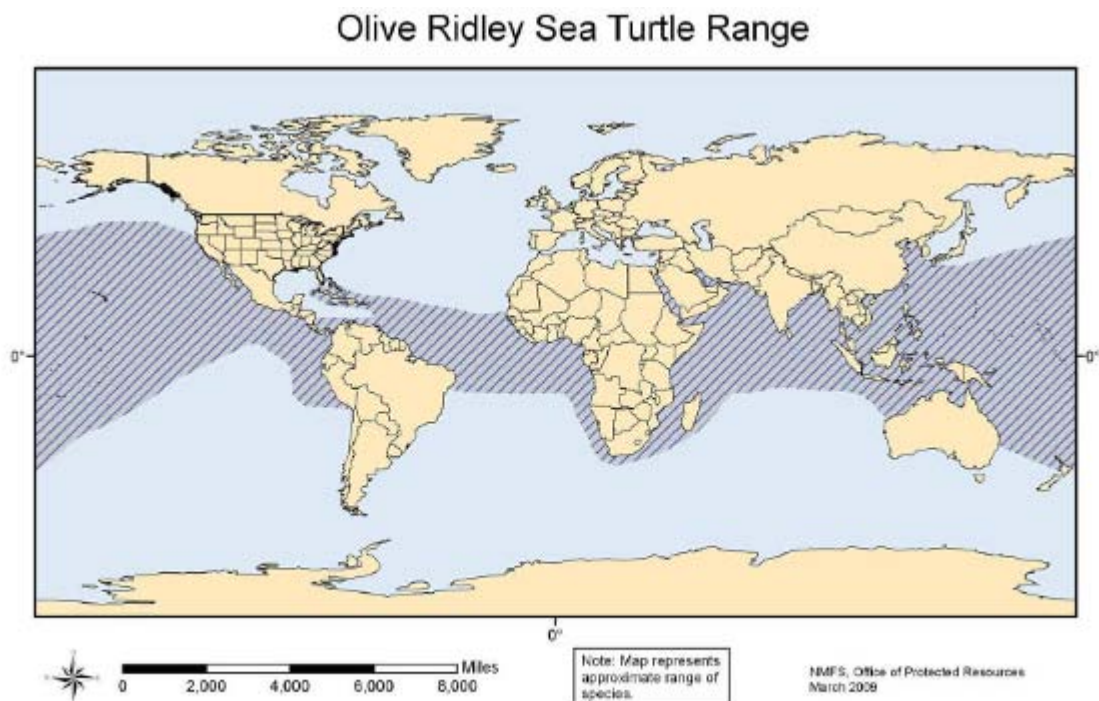 Olive Ridley Sea Turtle Range
0°
0°
0°
Miles
0 2,000 4,000 6,000 8,000
Note: Map represents
approximate range of
species.
NMFS, Office of Protected Resources
March 2009